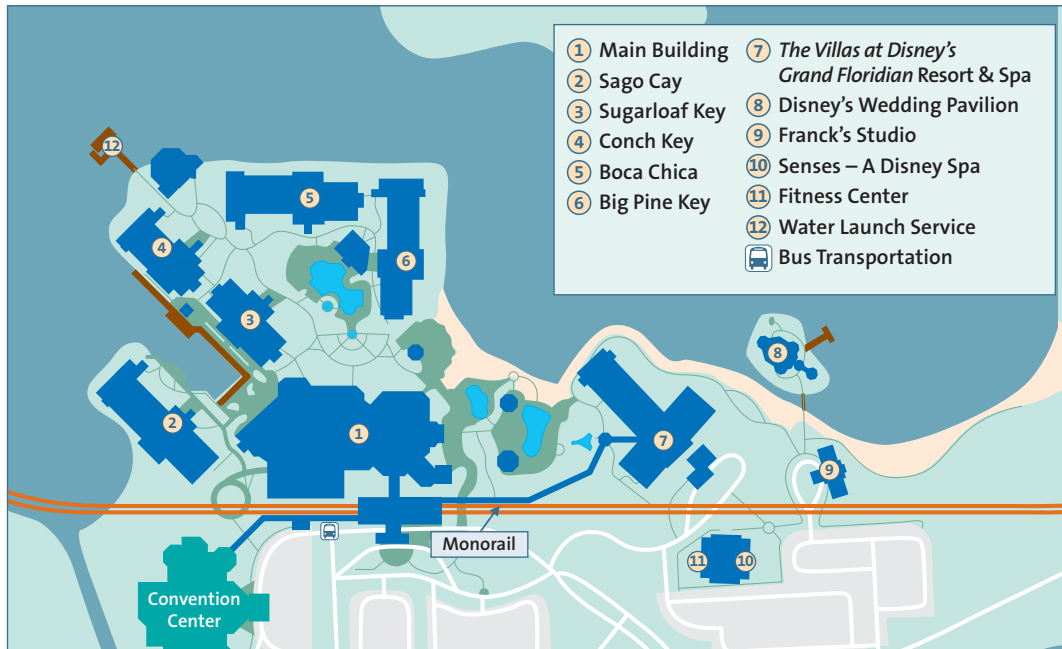 1 Main Building
2 Sago Cay
3 Sugarloaf Key
4 Conch Key
5 Boca Chica
6 Big Pine Key
7 The Villas at Disney's
Grand Floridian Resort & Spa
8 Disney's Wedding Pavilion
9 Franck's Studio
10 Senses – A Disney Spa
11 Fitness Center
12 Water Launch Service
Bus Transportation
12
5
4
6
3
8
2
1
7
9
Monorail
11 10
Convention
Center